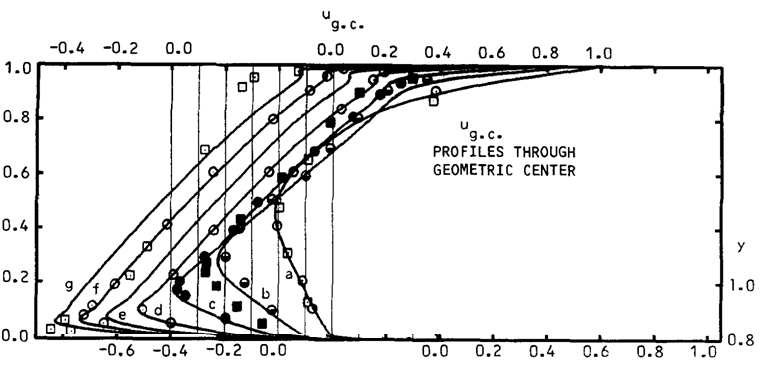 u g.c.
-0.4 -0.2 0.0 0.0 0.2 0.4 0.6 0.8 1.0
1.0
0.8
u g.c.
PROFILES THROUGH
GEOMETRIC CENTER
0.6
0.4
y
g f e d c b a
0.2
1.0
0.0
0.8
-0.6 -0.4 -0.2 0.0 0.0 0.2 0.4 0.6 0.8 1.0